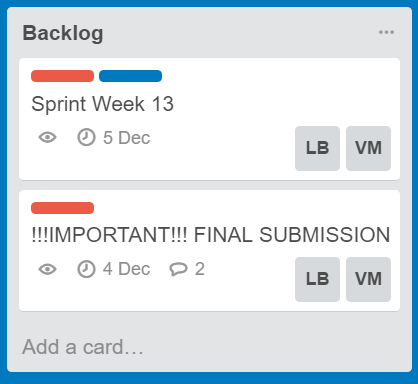 Backlog
Sprint Week 13
5 Dec
LB VM
!!!IMPORTANT!!! FINAL SUBMISSION
4 Dec 2
LB VM
Add a card…